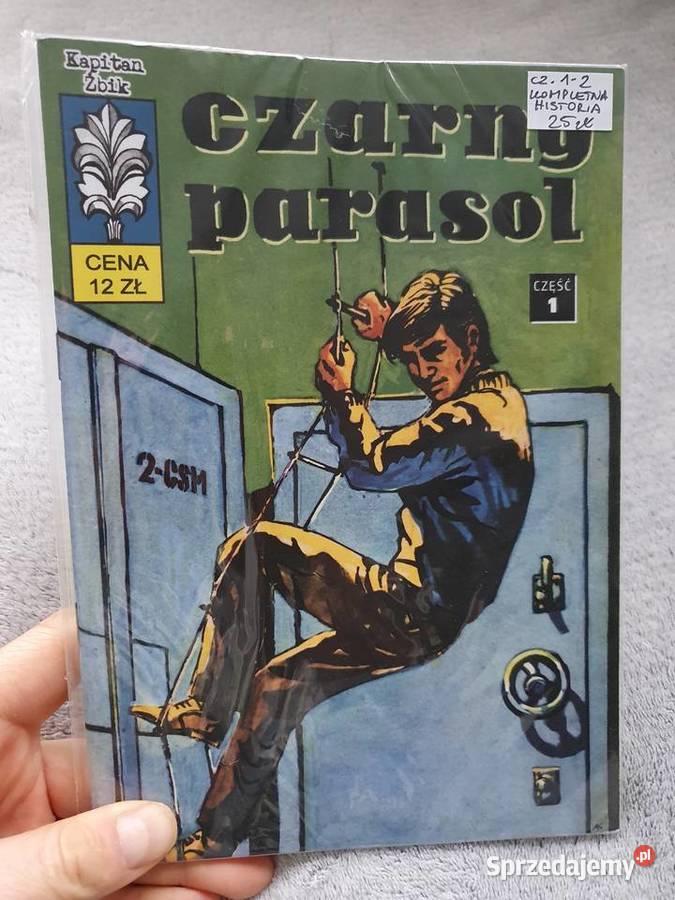 Kapitan
Żbik
czarny
parasol
cz. 1-2
KOMPLETNA
HISTORIA
25 zł
CENA
12 ZŁ
CZĘŚĆ
1
2-CSM
Sprzedajemy.pl